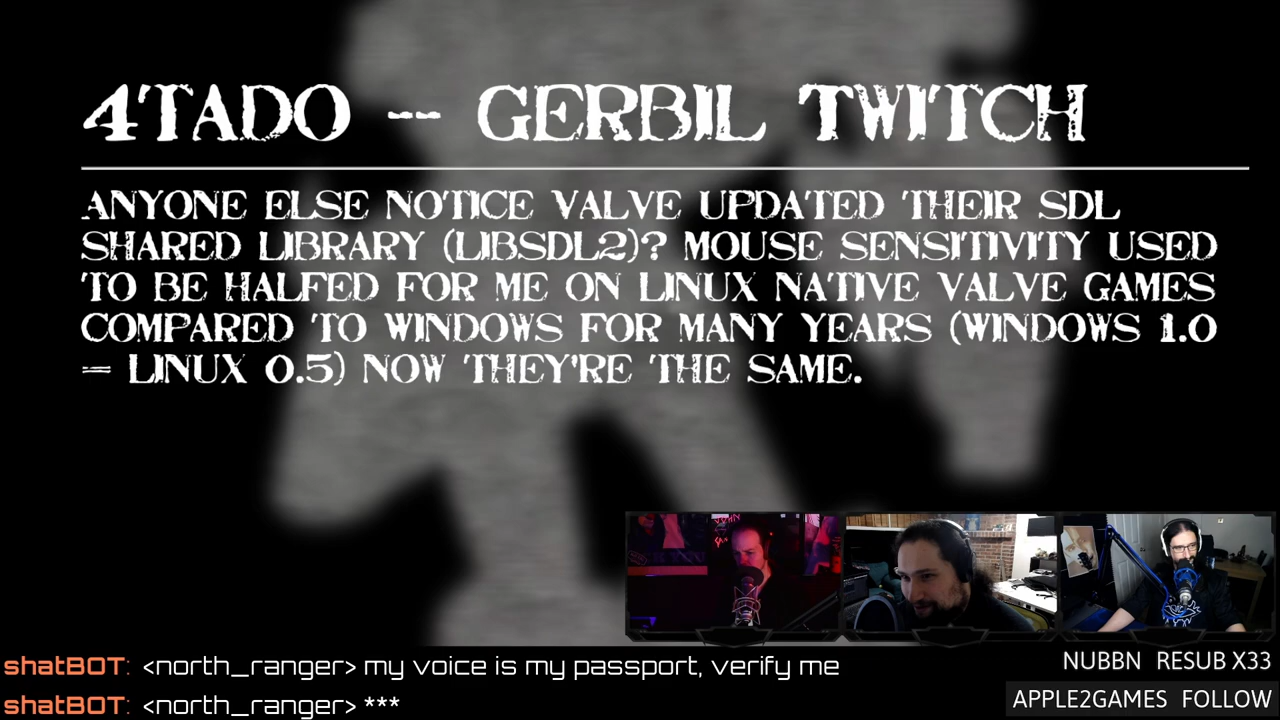 4TADO -- GERBIL TWITCH
ANYONE ELSE NOTICE VALVE UPDATED THEIR SDL
SHARED LIBRARY (LIBSDL2)? MOUSE SENSITIVITY USED
TO BE HALFED FOR ME ON LINUX NATIVE VALVE GAMES
COMPARED TO WINDOWS FOR MANY YEARS (WINDOWS 1.0
= LINUX 0.5) NOW THEY'RE THE SAME.
shatBOT: <north_ranger> my voice is my passport, verify me
shatBOT: <north_ranger> ***
NUBBN RESUB X33
APPLE2GAMES FOLLOW